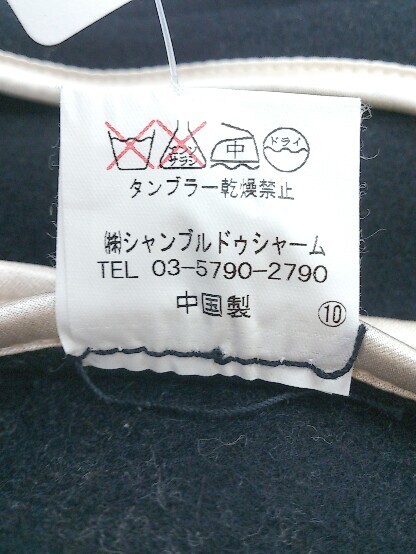 エンソ サラシ 中 ドライ
タンブラー乾燥禁止
㈱シャンブルドゥシャーム
TEL 03-5790-2790
中国製
⑩